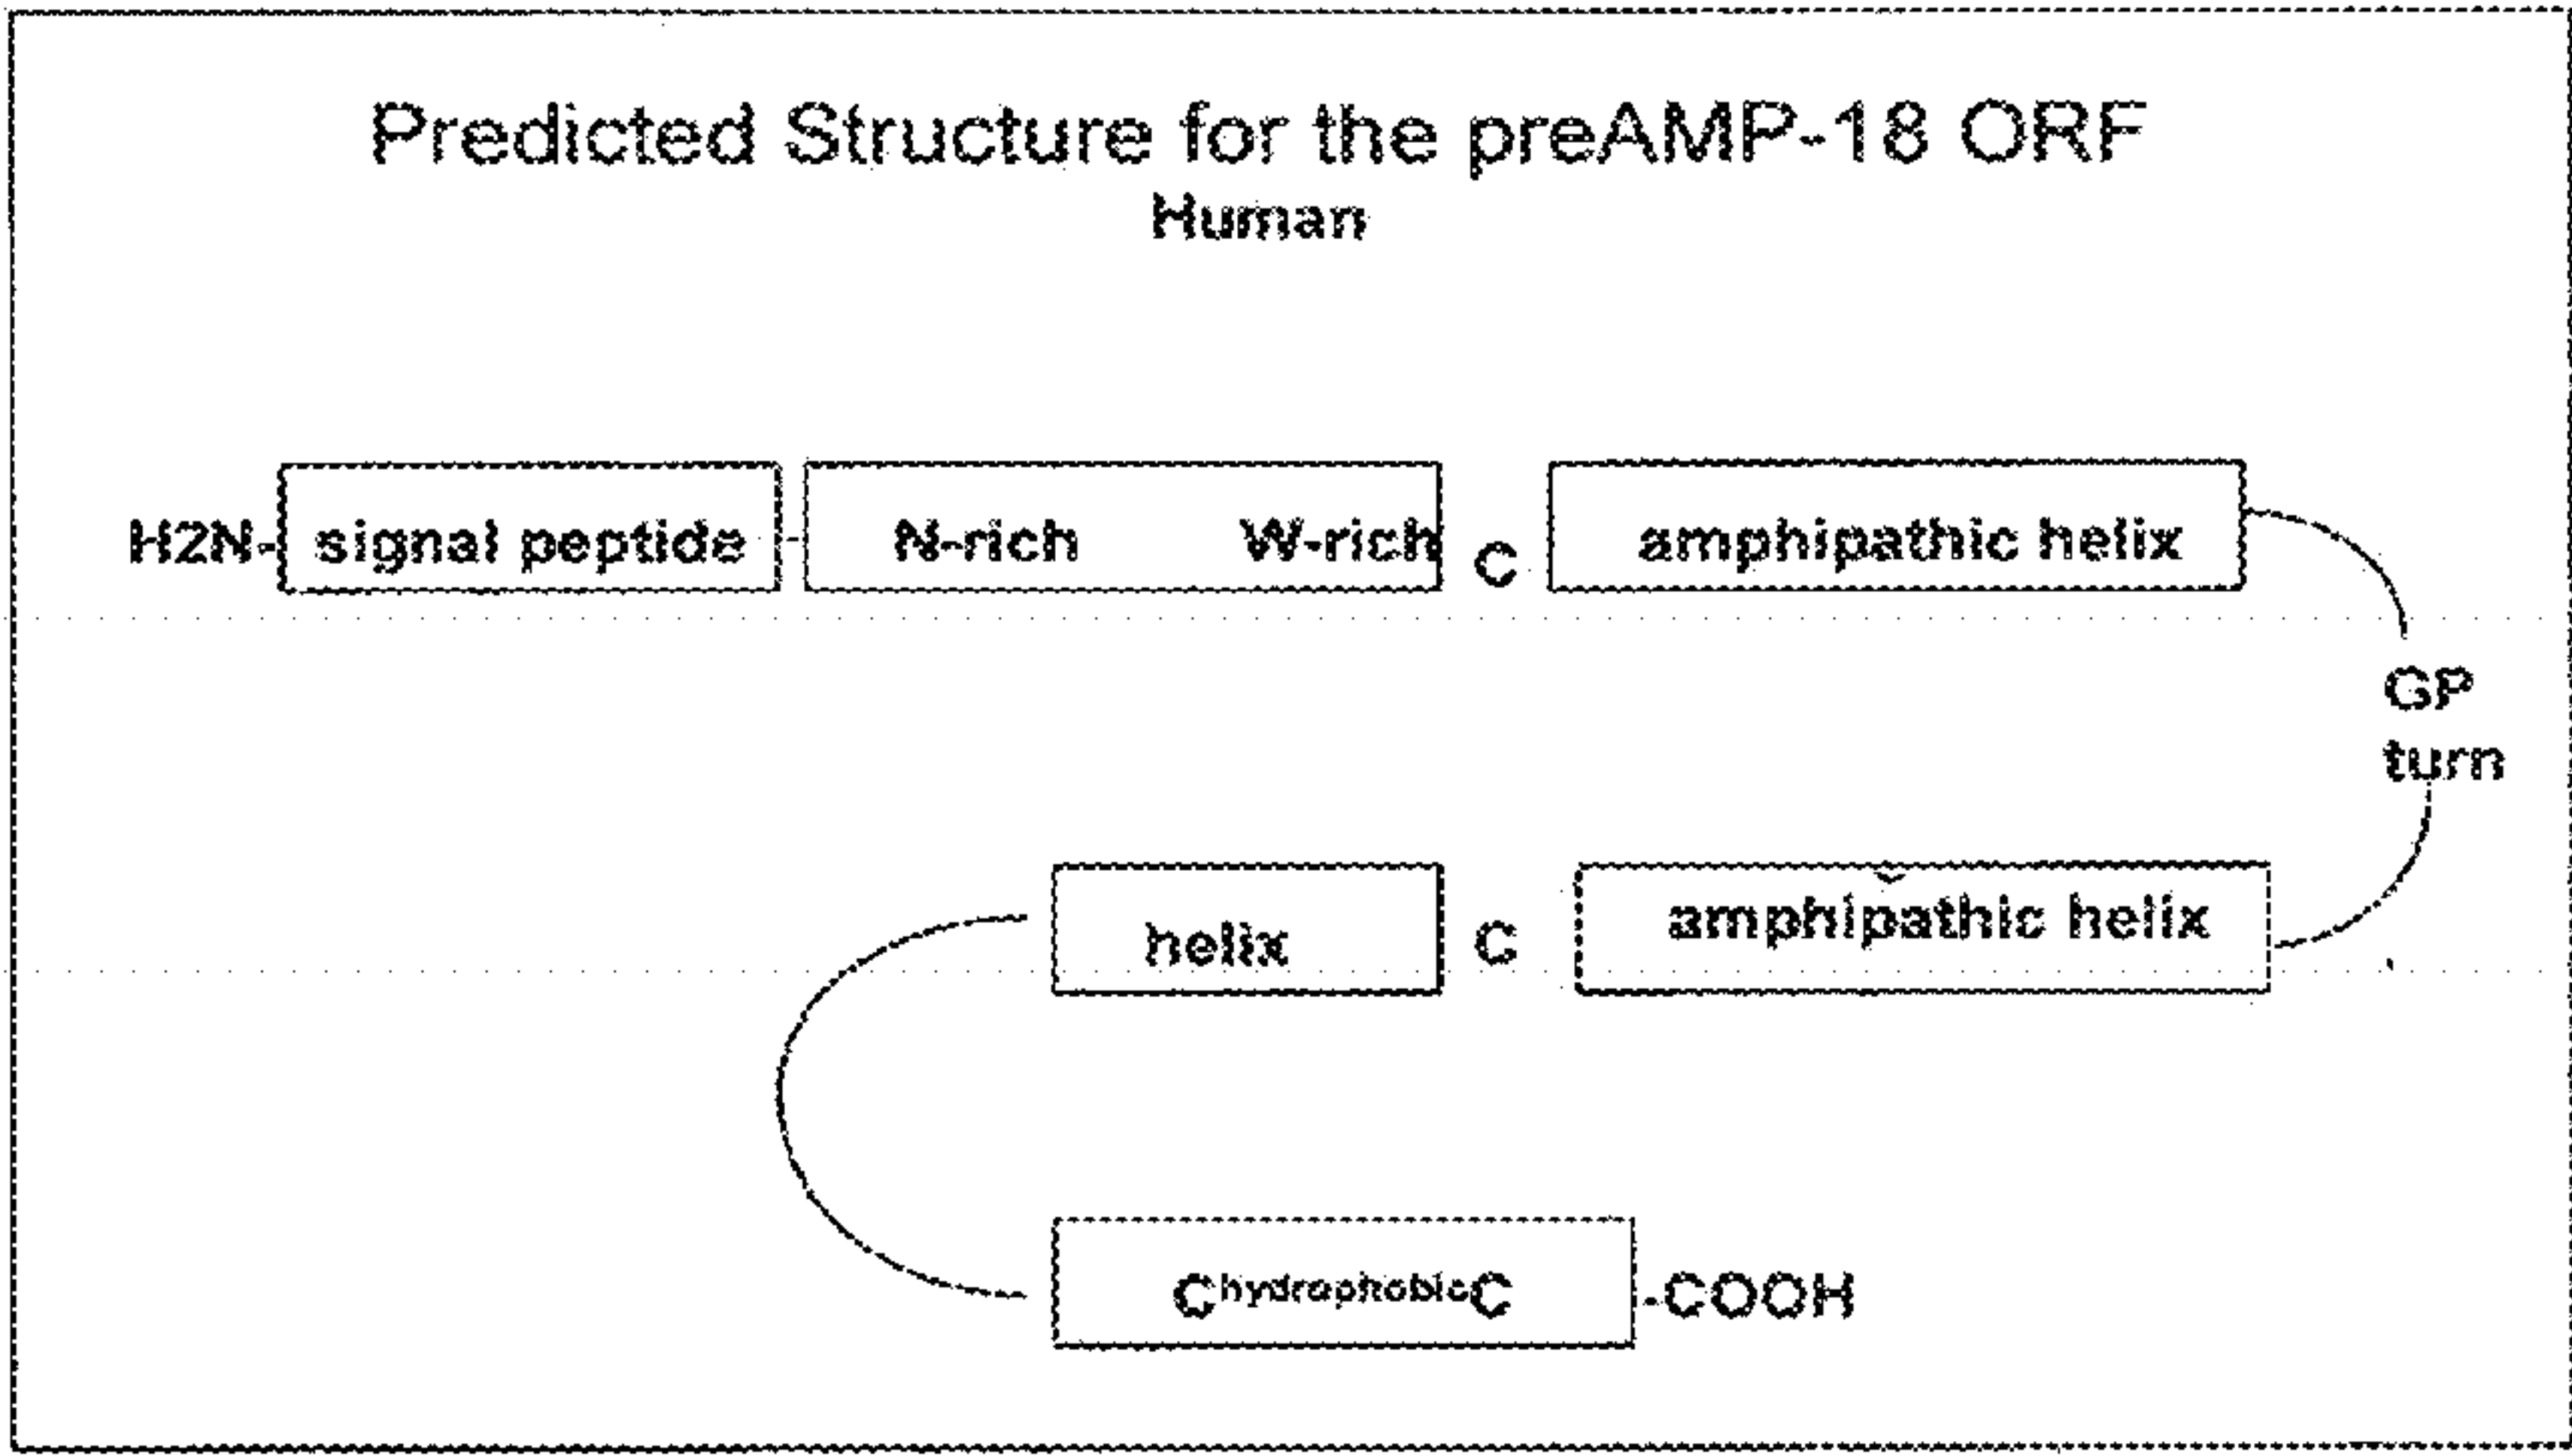 Predicted Structure for the preAMP-18 ORF
Human
H2N- signal peptide - N-rich W-rich C amphipathic helix
GP
turn
helix C amphipathic helix
ChydrophobicC -COOH